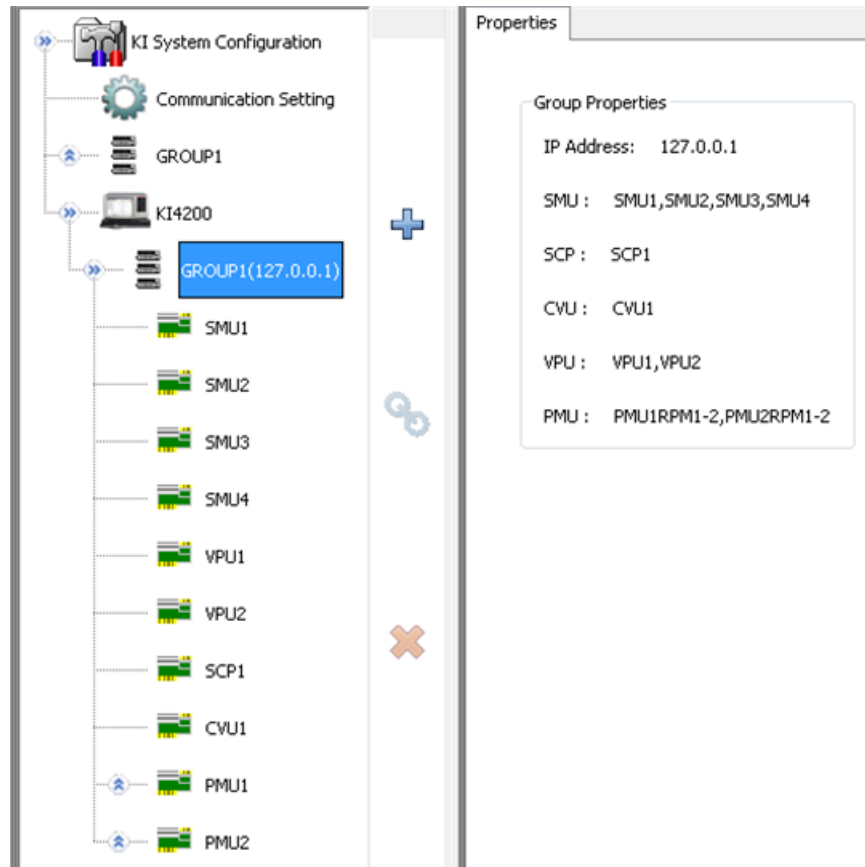 KI System Configuration
Communication Setting
GROUP1
KI4200
GROUP1(127.0.0.1)
SMU1
SMU2
SMU3
SMU4
VPU1
VPU2
SCP1
CVU1
PMU1
PMU2
Properties
Group Properties
IP Address: 127.0.0.1
SMU : SMU1,SMU2,SMU3,SMU4
SCP : SCP1
CVU : CVU1
VPU : VPU1,VPU2
PMU : PMU1RPM1-2,PMU2RPM1-2